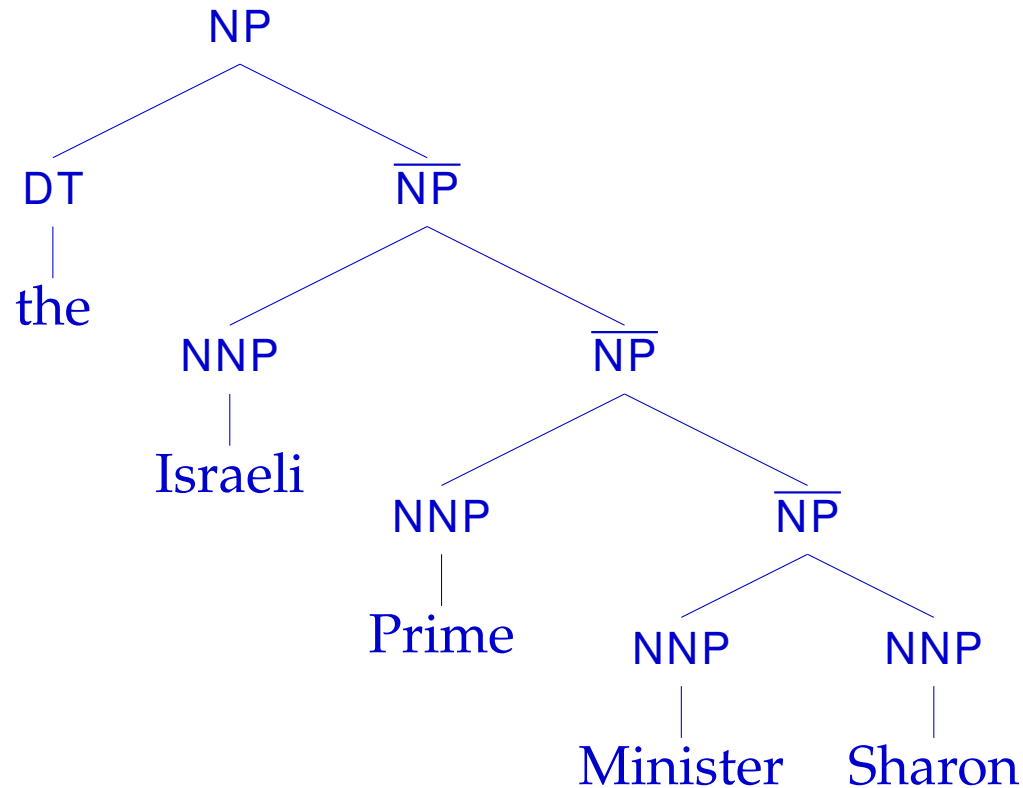 NP
DT N̅P̅
the
NNP N̅P̅
Israeli
NNP N̅P̅
Prime
NNP NNP
Minister Sharon